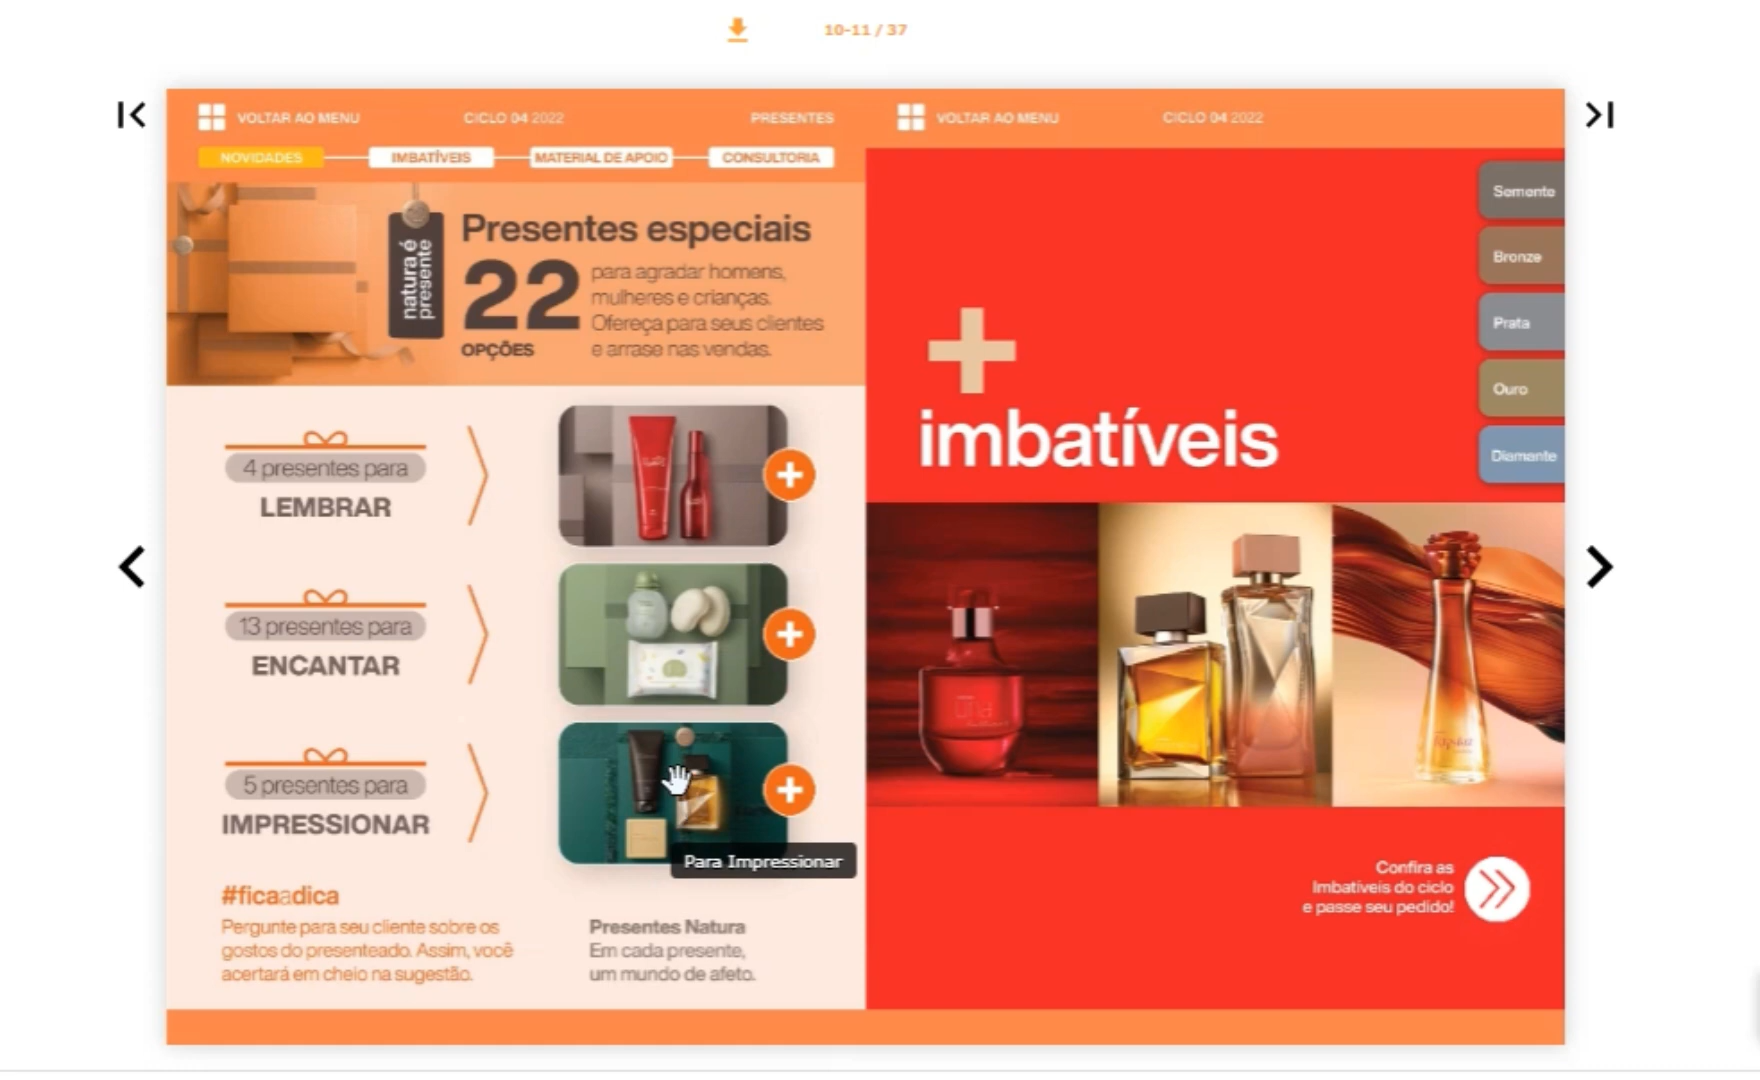 10-11 / 37
VOLTAR AO MENU
CICLO 04 2022
PRESENTES
NOVIDADES
IMBATÍVEIS
MATERIAL DE APOIO
CONSULTORIA
natura é
presente
Presentes especiais
22
OPÇÕES
para agradar homens,
mulheres e crianças.
Ofereça para seus clientes
e arrase nas vendas.
4 presentes para
LEMBRAR
13 presentes para
ENCANTAR
5 presentes para
IMPRESSIONAR
Para Impressionar
#ficaadica
Pergunte para seu cliente sobre os
gostos do presenteado. Assim, você
acertará em cheio na sugestão.
Presentes Natura
Em cada presente,
um mundo de afeto.
VOLTAR AO MENU
CICLO 04 2022
Semente
Bronze
Prata
Ouro
Diamante
+
imbatíveis
Una
Kaiak
Confira as
Imbatíveis do ciclo
e passe seu pedido!